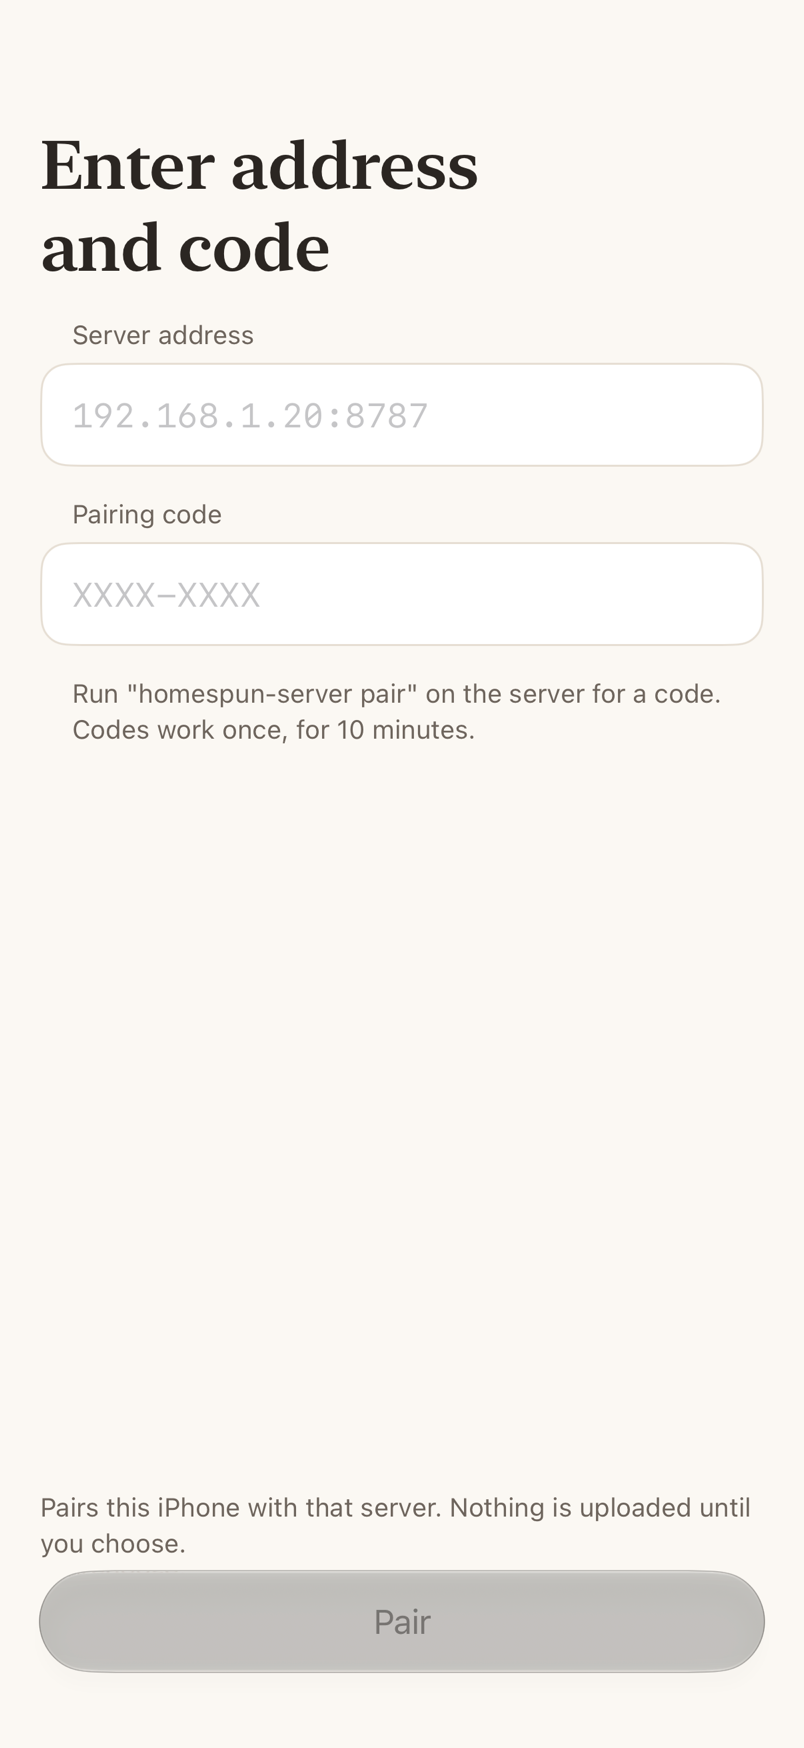 Enter address
and code
Server address
192.168.1.20:8787
Pairing code
XXXX–XXXX
Run "homespun-server pair" on the server for a code.
Codes work once, for 10 minutes.
Pairs this iPhone with that server. Nothing is uploaded until
you choose.
Pair